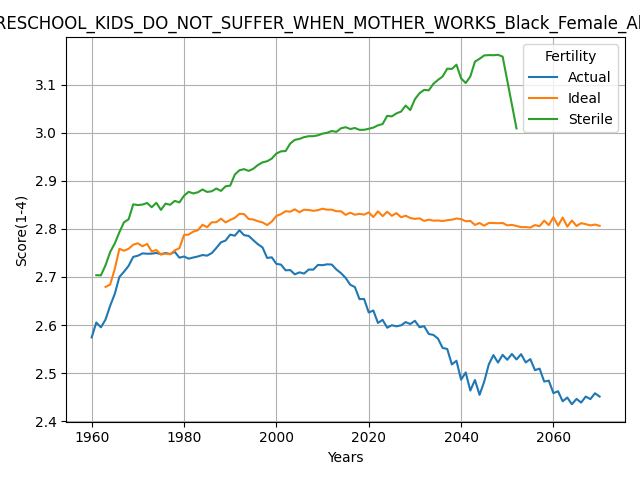 RESCHOOL_KIDS_DO_NOT_SUFFER_WHEN_MOTHER_WORKS_Black_Female_A
Fertility
Actual
Ideal
Sterile
Score(1-4)
3.1
3.0
2.9
2.8
2.7
2.6
2.5
2.4
1960 1980 2000 2020 2040 2060
Years